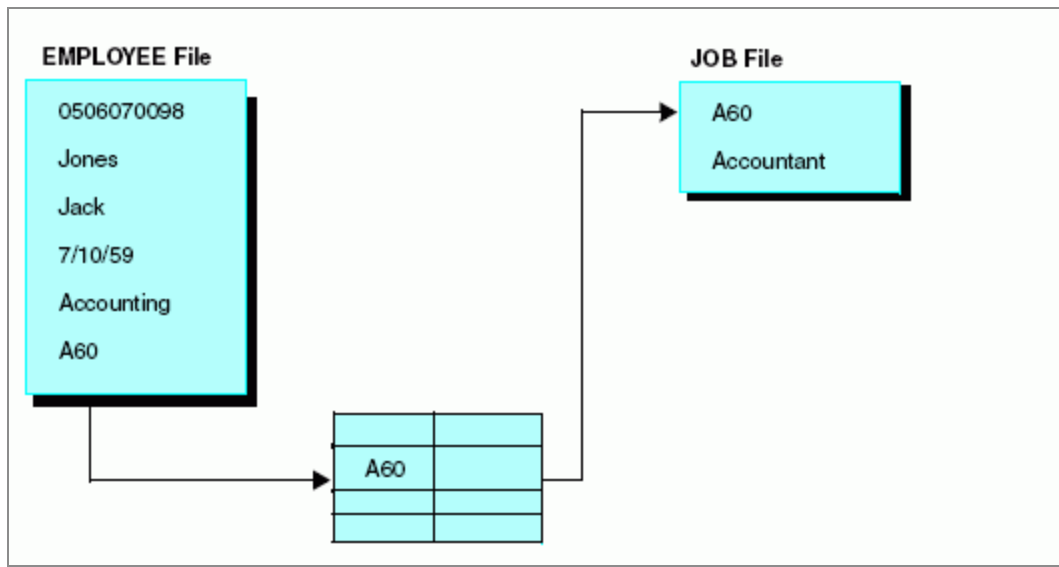 EMPLOYEE File
0506070098
Jones
Jack
7/10/59
Accounting
A60
JOB File
A60
Accountant
A60